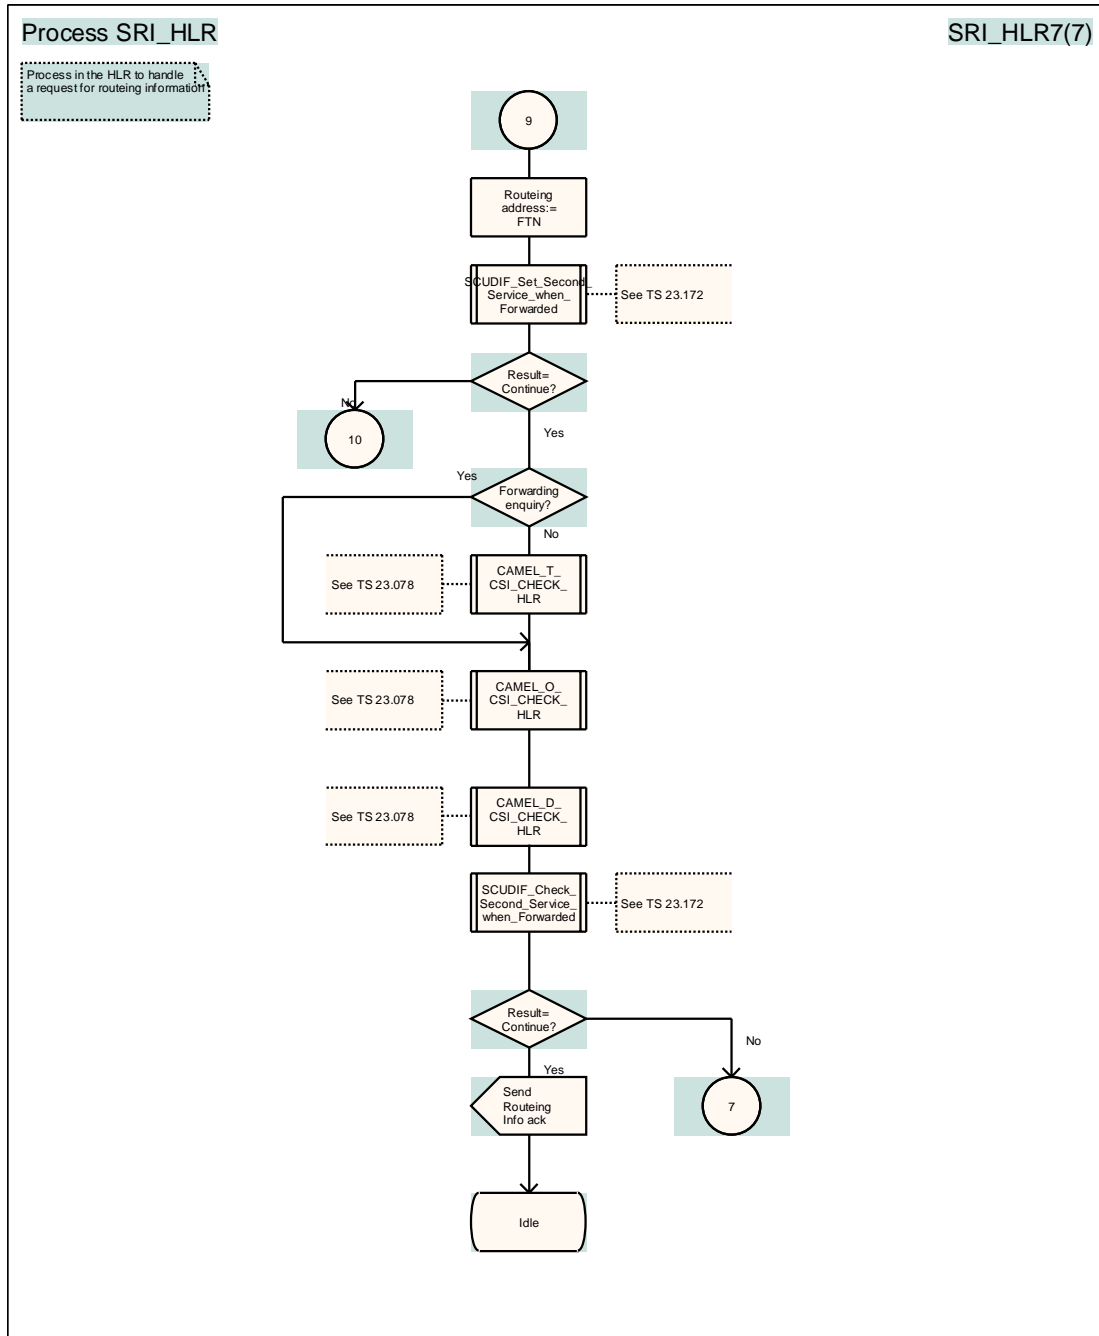 Process SRI_HLR
SRI_HLR7(7)
Process in the HLR to handle
a request for routeing information
9
Routeing
address:=
FTN
SCUDIF_Set_Second_
Service_when_
Forwarded
See TS 23.172
Result=
Continue?
No
10
Yes
Yes
Forwarding
enquiry?
No
See TS 23.078
CAMEL_T_
CSI_CHECK_
HLR
See TS 23.078
CAMEL_O_
CSI_CHECK_
HLR
See TS 23.078
CAMEL_D_
CSI_CHECK_
HLR
SCUDIF_Check_
Second_Service_
when_Forwarded
See TS 23.172
Result=
Continue?
No
Yes
Send
Routeing
Info ack
7
Idle